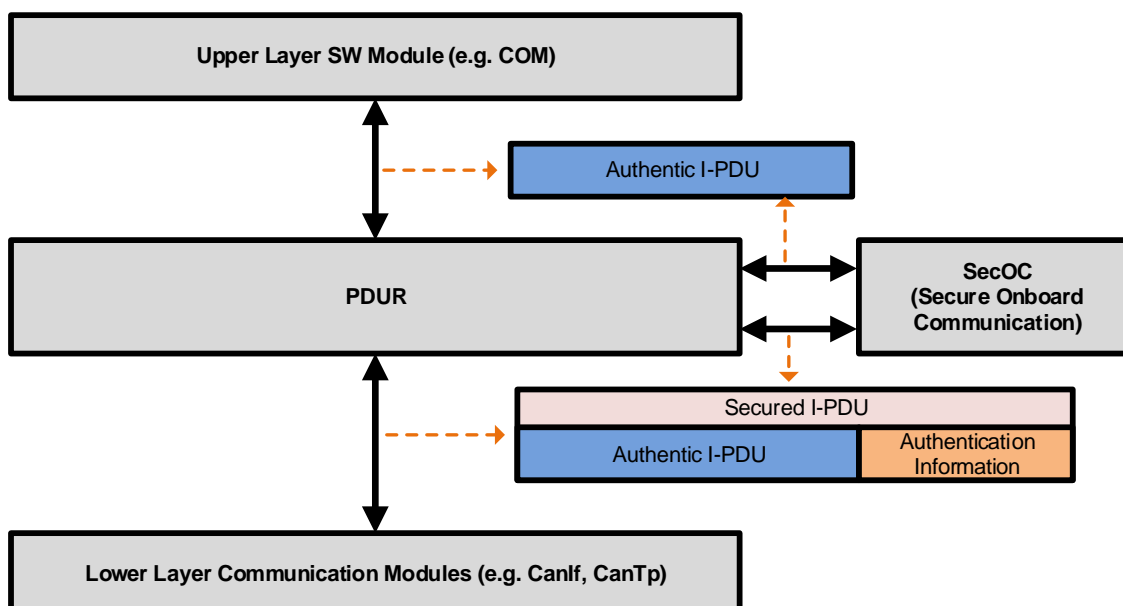 Upper Layer SW Module (e.g. COM)
Authentic I-PDU
PDUR
SecOC
(Secure Onboard
Communication)
Secured I-PDU
Authentic I-PDU
Authentication
Information
Lower Layer Communication Modules (e.g. CanIf, CanTp)